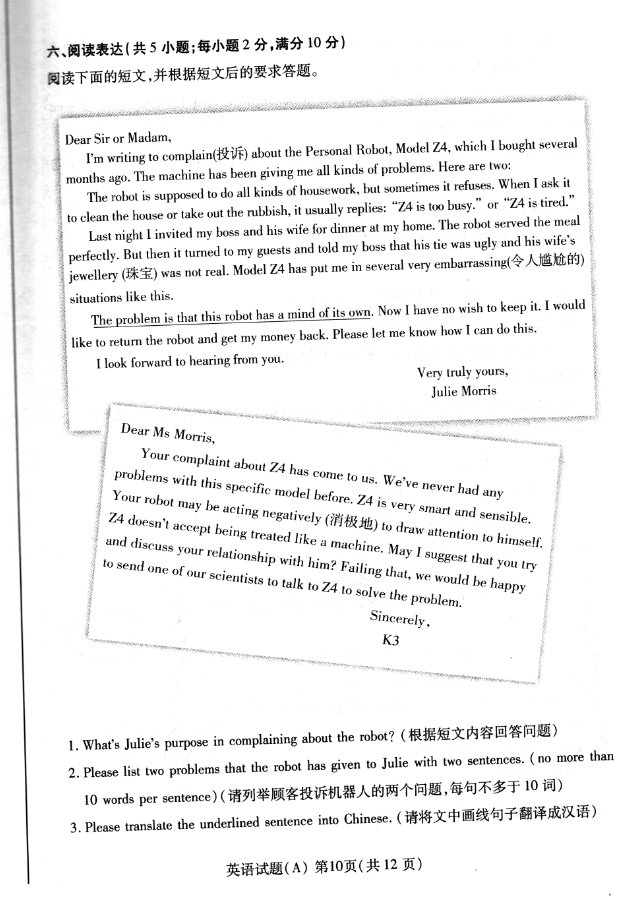 六、阅读表达(共5小题;每小题2分,满分10分)
阅读下面的短文,并根据短文后的要求答题。
Dear Sir or Madam,
I'm writing to complain(投诉) about the Personal Robot, Model Z4, which I bought several
months ago. The machine has been giving me all kinds of problems. Here are two:
The robot is supposed to do all kinds of housework, but sometimes it refuses. When I ask it
to clean the house or take out the rubbish, it usually replies: “Z4 is too busy.” or “Z4 is tired.”
Last night I invited my boss and his wife for dinner at my home. The robot served the meal
perfectly. But then it turned to my guests and told my boss that his tie was ugly and his wife's
jewellery (珠宝) was not real. Model Z4 has put me in several very embarrassing(令人尴尬的)
situations like this.
The problem is that this robot has a mind of its own. Now I have no wish to keep it. I would
like to return the robot and get my money back. Please let me know how I can do this.
I look forward to hearing from you.
Very truly yours,
Julie Morris
Dear Ms Morris,
Your complaint about Z4 has come to us. We've never had any
problems with this specific model before. Z4 is very smart and sensible.
Your robot may be acting negatively (消极地) to draw attention to himself.
Z4 doesn't accept being treated like a machine. May I suggest that you try
and discuss your relationship with him? Failing that, we would be happy
to send one of our scientists to talk to Z4 to solve the problem.
Sincerely,
K3
1. What's Julie's purpose in complaining about the robot? (根据短文内容回答问题)
2. Please list two problems that the robot has given to Julie with two sentences. (no more than
10 words per sentence)(请列举顾客投诉机器人的两个问题,每句不多于10词)
3. Please translate the underlined sentence into Chinese. (请将文中画线句子翻译成汉语)
英语试题(A) 第10页(共12页)